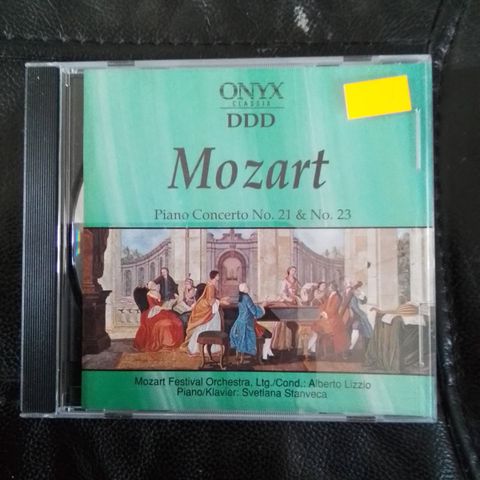 ONYX
CLASSIX
DDD
Mozart
Piano Concerto No. 21 & No. 23
Mozart Festival Orchestra, Ltg./Cond.: Alberto Lizzio
Piano/Klavier: Svetlana Stanveca